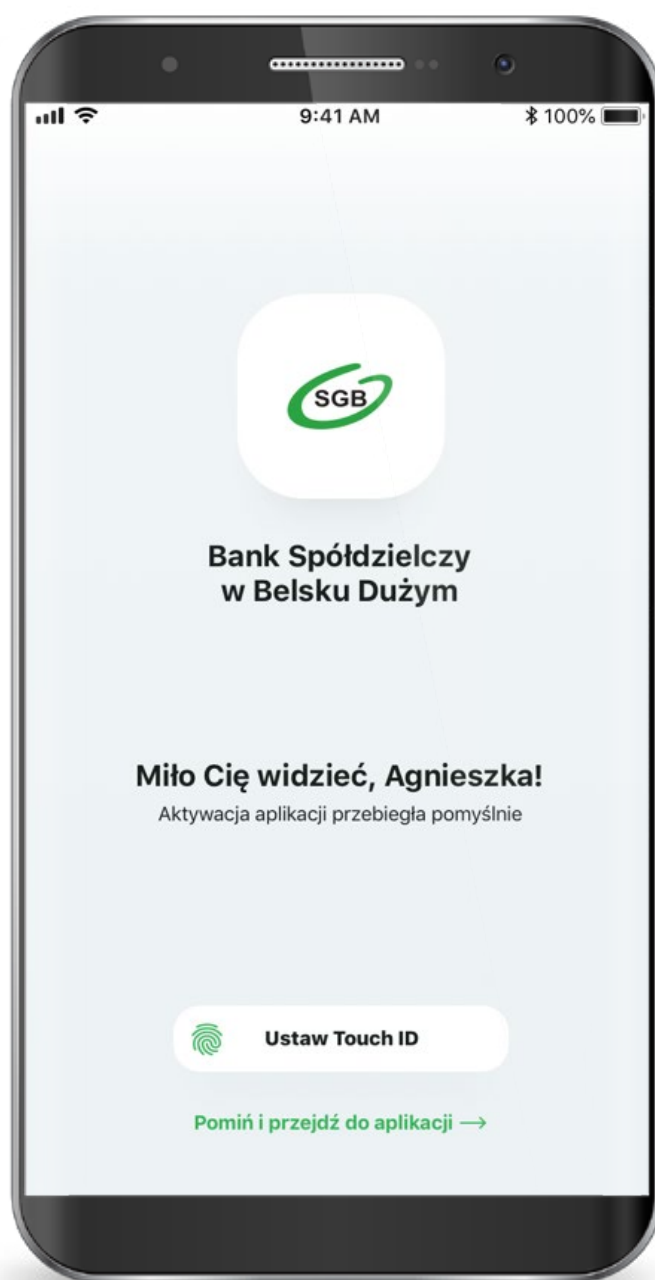 9:41 AM
100%
SGB
Bank Spółdzielczy
w Belsku Dużym
Miło Cię widzieć, Agnieszka!
Aktywacja aplikacji przebiegła pomyślnie
Ustaw Touch ID
Pomiń i przejdź do aplikacji →